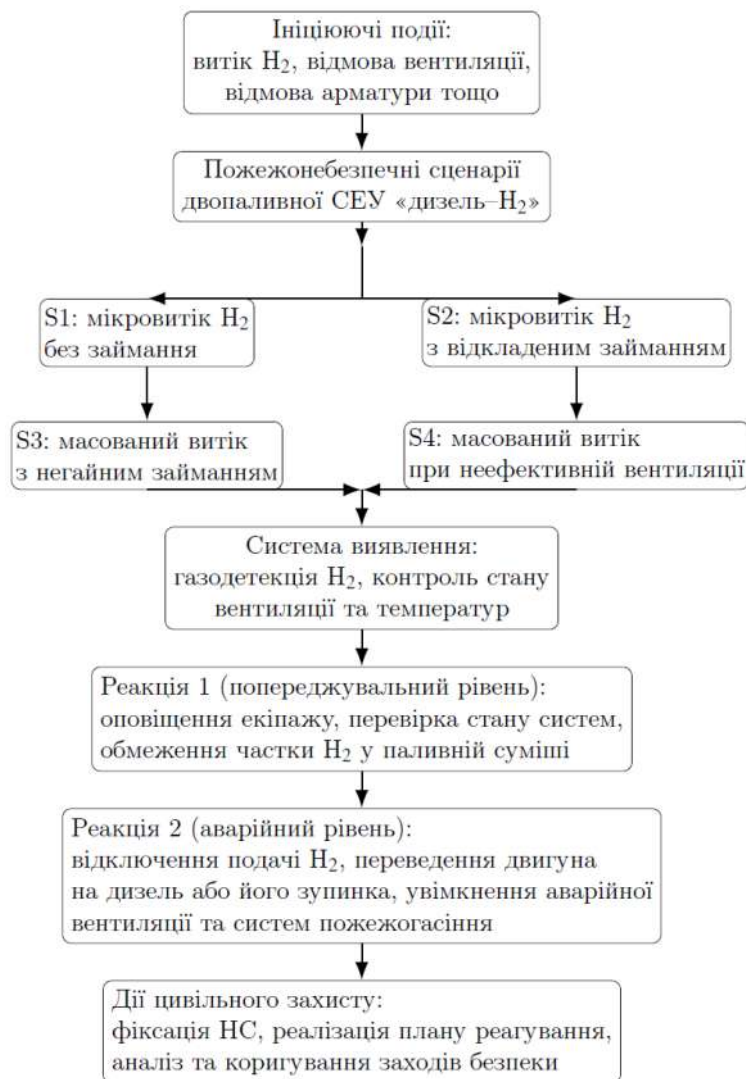 Ініціюючі події:
витік H₂, відмова вентиляції,
відмова арматури тощо
Пожежонебезпечні сценарії
двопаливної СЕУ «дизель–H₂»
S1: мікровитік H₂
без займання
S2: мікровитік H₂
з відкладеним займанням
S3: масований витік
з негайним займанням
S4: масований витік
при неефективній вентиляції
Система виявлення:
газодетекція H₂, контроль стану
вентиляції та температур
Реакція 1 (попереджувальний рівень):
оповіщення екіпажу, перевірка стану систем,
обмеження частки H₂ у паливній суміші
Реакція 2 (аварійний рівень):
відключення подачі H₂, переведення двигуна
на дизель або його зупинка, увімкнення аварійної
вентиляції та систем пожежогасіння
Дії цивільного захисту:
фіксація НС, реалізація плану реагування,
аналіз та коригування заходів безпеки